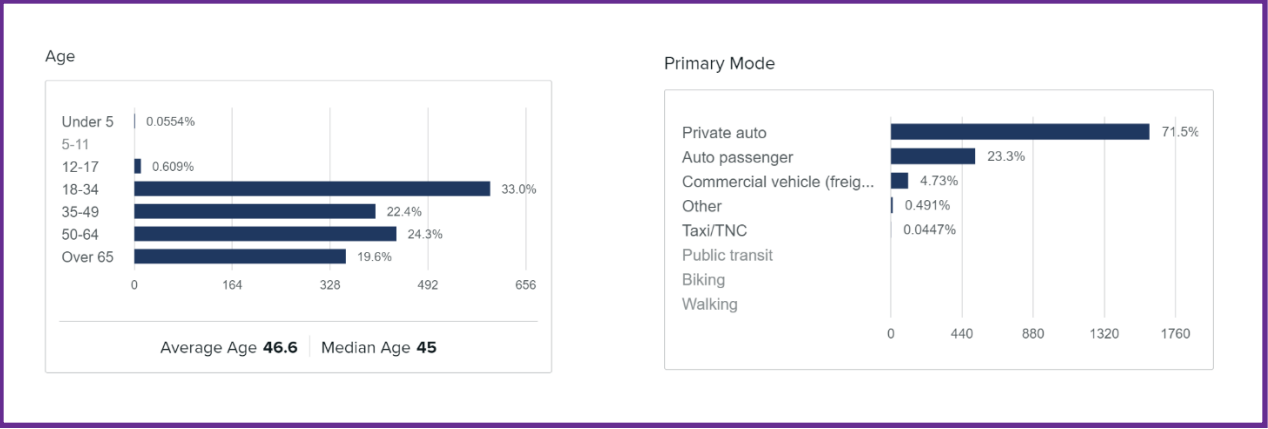 Age
Under 5 0.0554%
5-11
12-17 0.609%
18-34 33.0%
35-49 22.4%
50-64 24.3%
Over 65 19.6%
0 164 328 492 656
Average Age 46.6 Median Age 45
Primary Mode
Private auto 71.5%
Auto passenger 23.3%
Commercial vehicle (freig... 4.73%
Other 0.491%
Taxi/TNC 0.0447%
Public transit
Biking
Walking
0 440 880 1320 1760